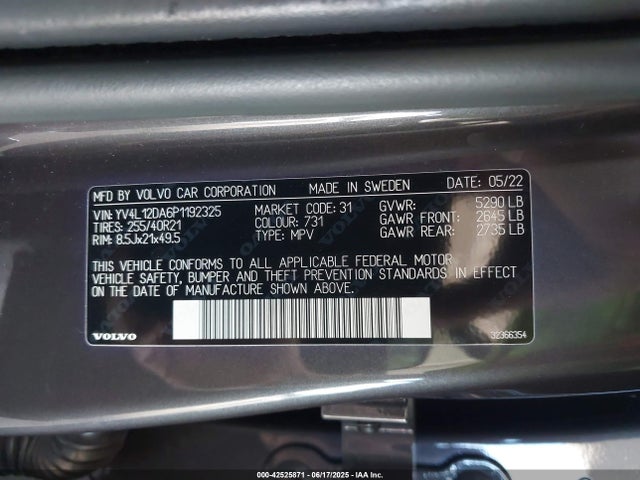 MFD BY VOLVO CAR CORPORATION MADE IN SWEDEN DATE: 05/22
VIN: YV4L12DA6P1192325 MARKET CODE: 31 GVWR: 5290 LB
TIRES: 255/40R21 COLOUR: 731 GAWR FRONT: 2645 LB
RIM: 8.5Jx21x49.5 TYPE: MPV GAWR REAR: 2735 LB
THIS VEHICLE CONFORMS TO ALL APPLICABLE FEDERAL MOTOR
VEHICLE SAFETY, BUMPER AND THEFT PREVENTION STANDARDS IN EFFECT
ON DATE OF MANUFACTURE SHOWN ABOVE.
VOLVO 32366354
000-42525871 - 06/17/2025 - IAA Inc.